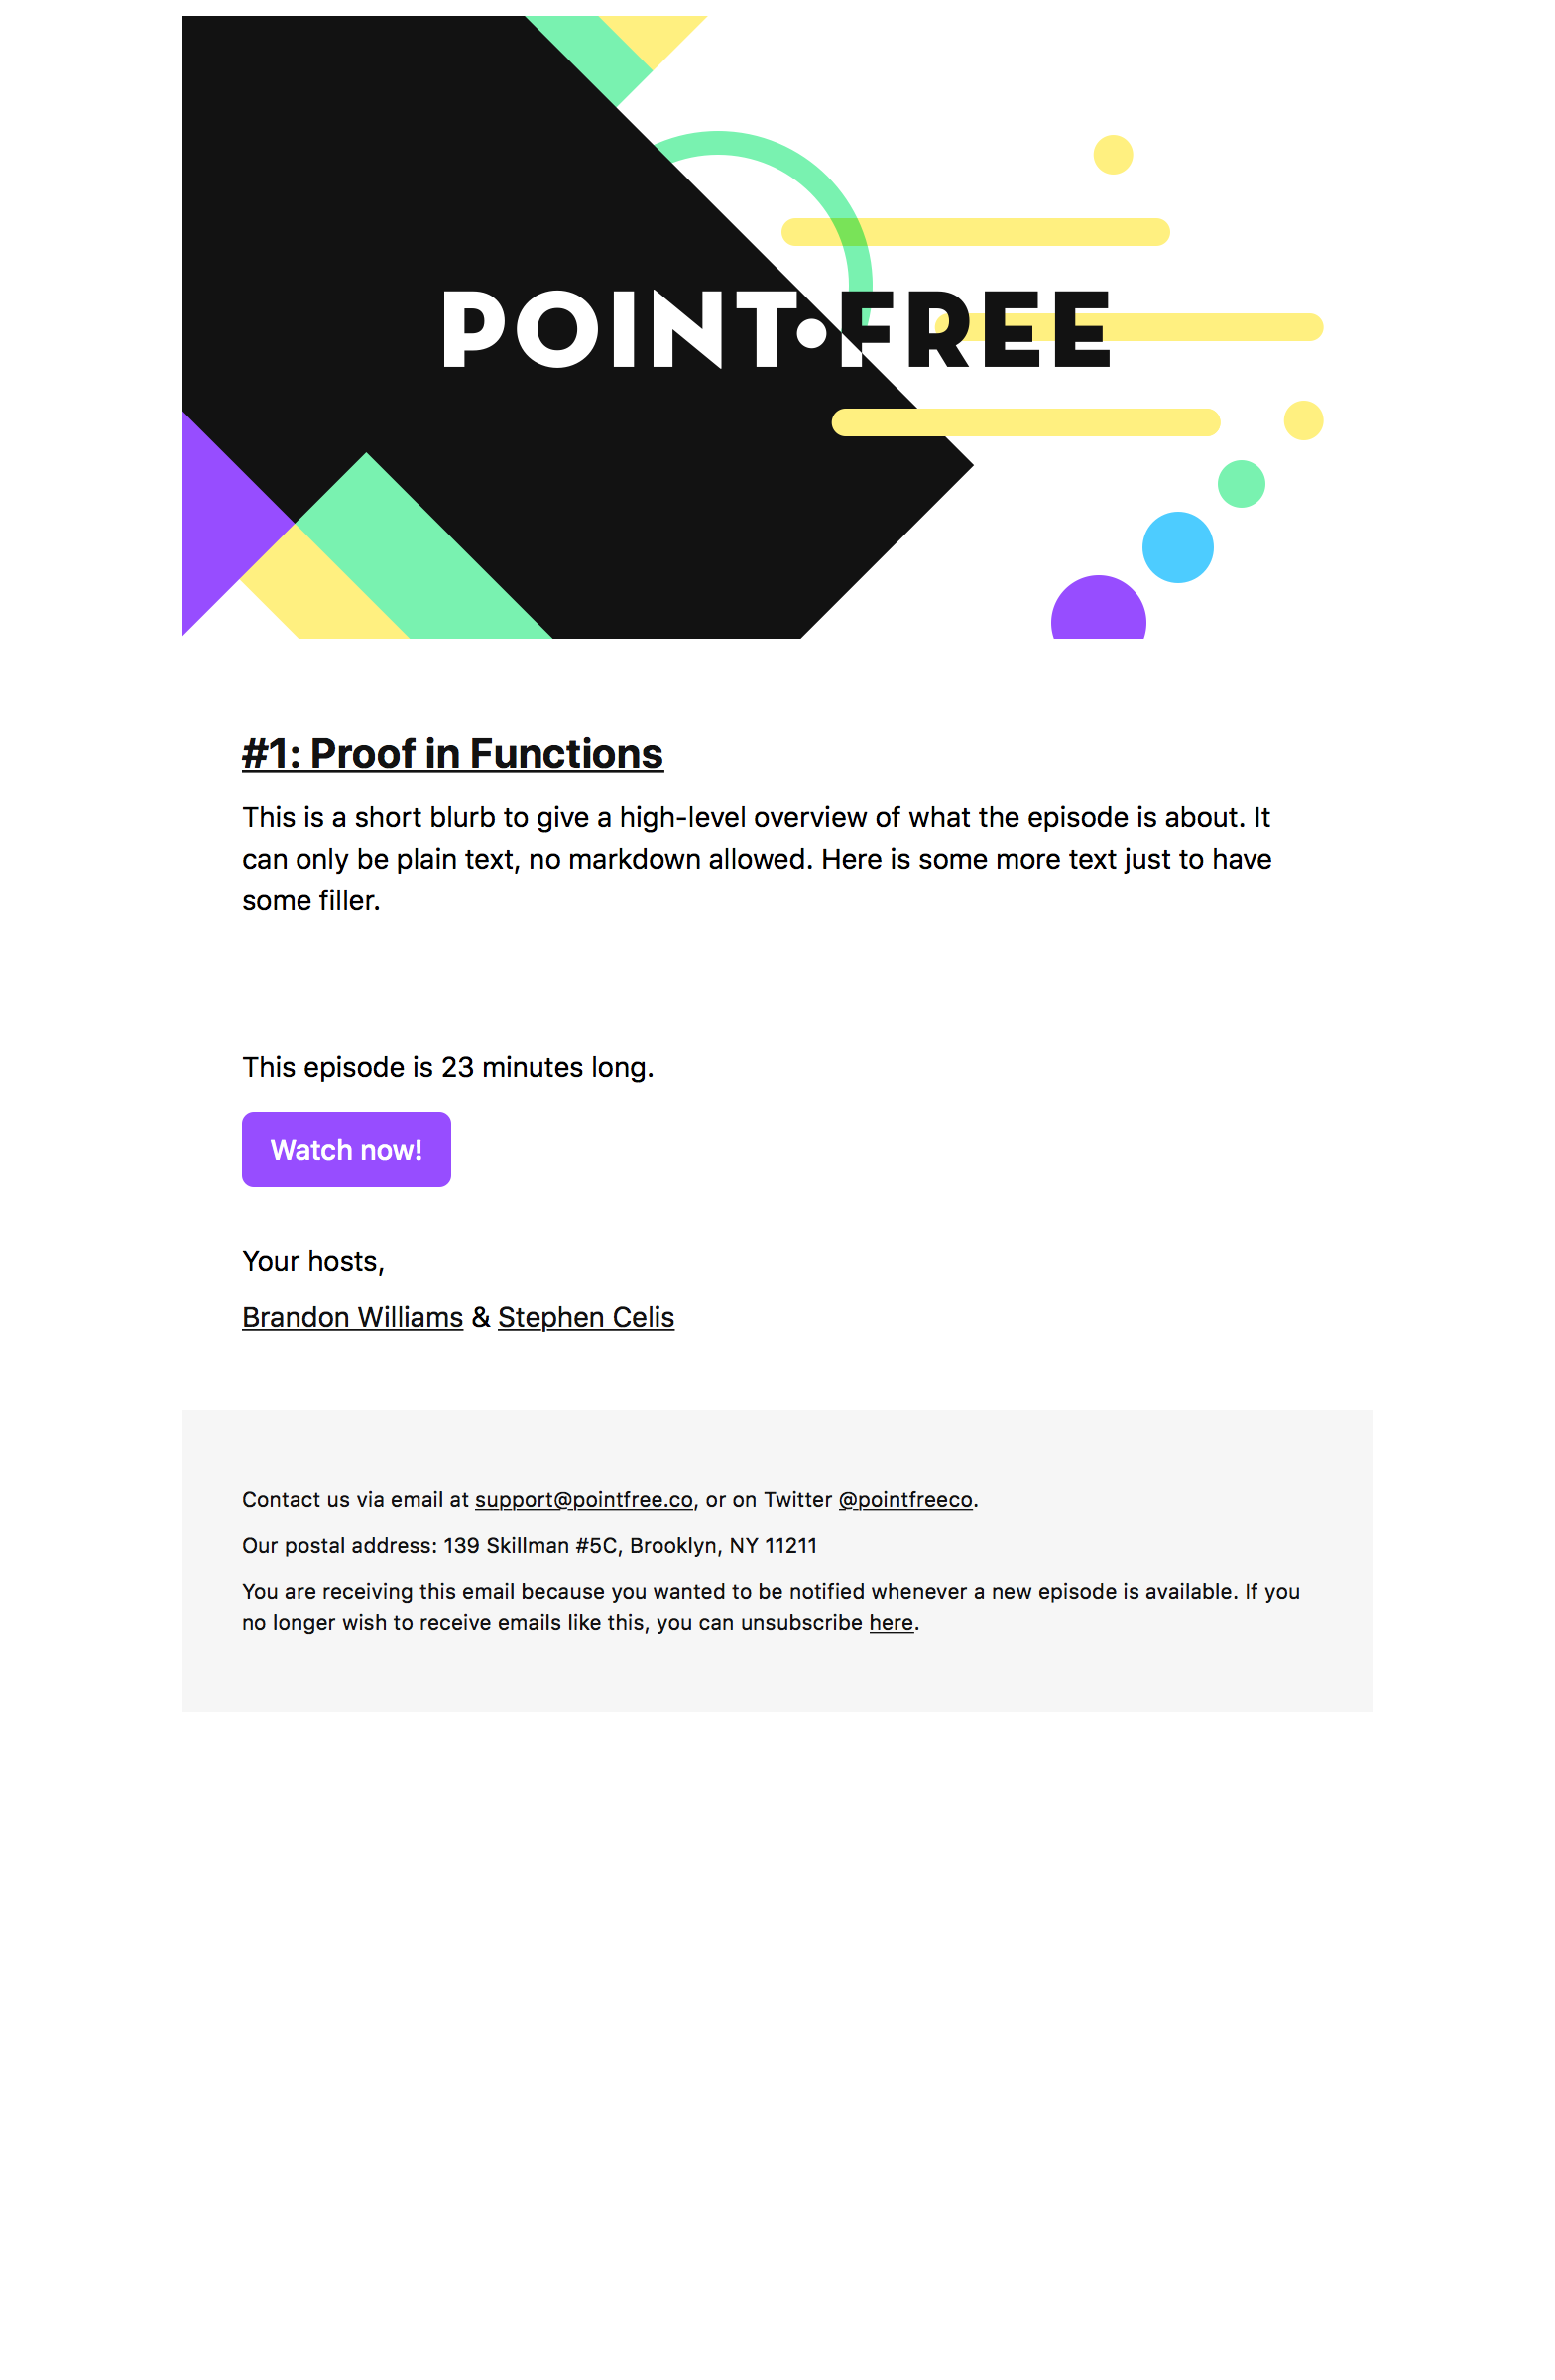 POINT•FREE
#1: Proof in Functions
This is a short blurb to give a high-level overview of what the episode is about. It
can only be plain text, no markdown allowed. Here is some more text just to have
some filler.
This episode is 23 minutes long.
Watch now!
Your hosts,
Brandon Williams & Stephen Celis
Contact us via email at support@pointfree.co, or on Twitter @pointfreeco.
Our postal address: 139 Skillman #5C, Brooklyn, NY 11211
You are receiving this email because you wanted to be notified whenever a new episode is available. If you
no longer wish to receive emails like this, you can unsubscribe here.